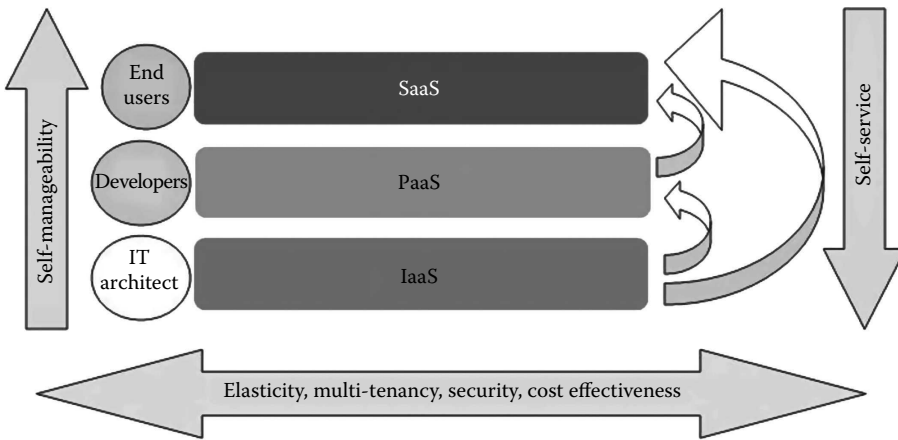 End
users
SaaS
Self-manageability
Developers
PaaS
Self-service
IT
architect
IaaS
Elasticity, multi-tenancy, security, cost effectiveness